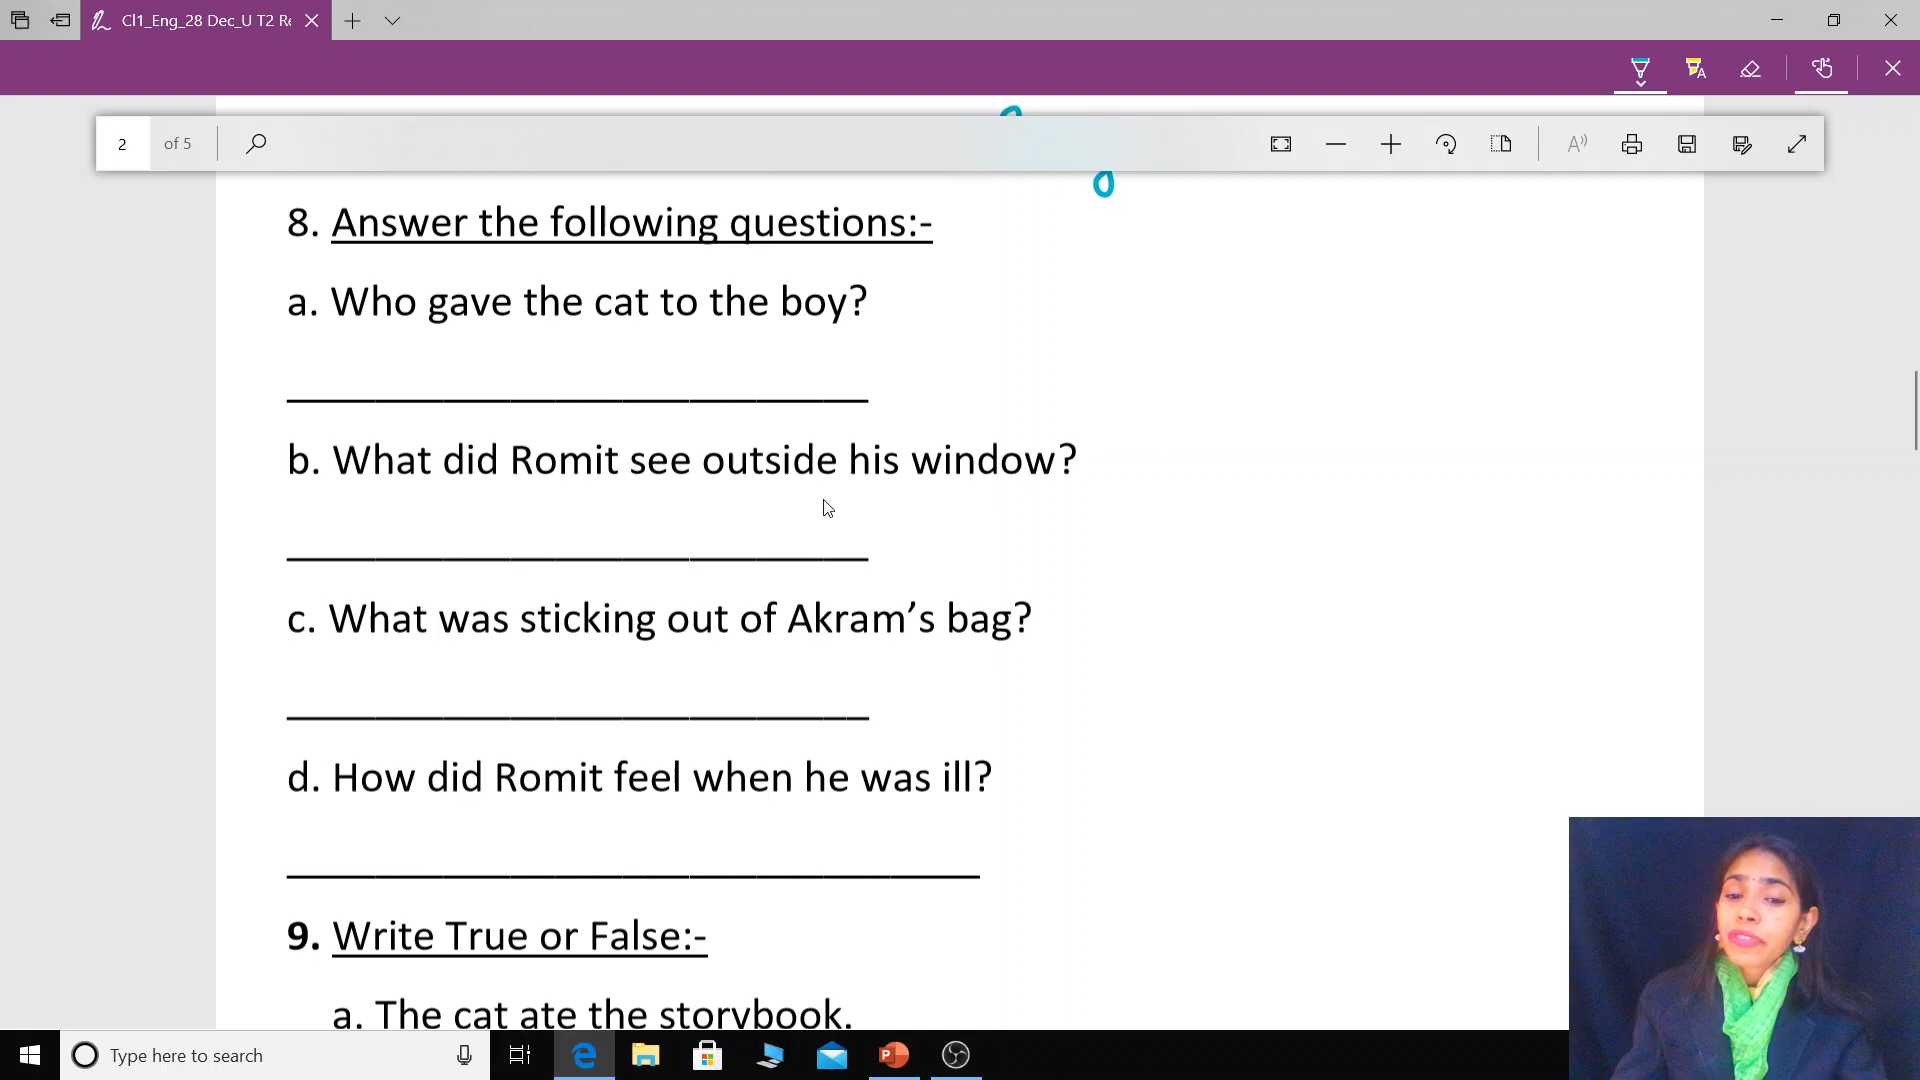 Cl1_Eng_28 Dec_U T2 Re
2 of 5
8. Answer the following questions:-
a. Who gave the cat to the boy?
b. What did Romit see outside his window?
c. What was sticking out of Akram’s bag?
d. How did Romit feel when he was ill?
9. Write True or False:-
a. The cat ate the storybook.
Type here to search